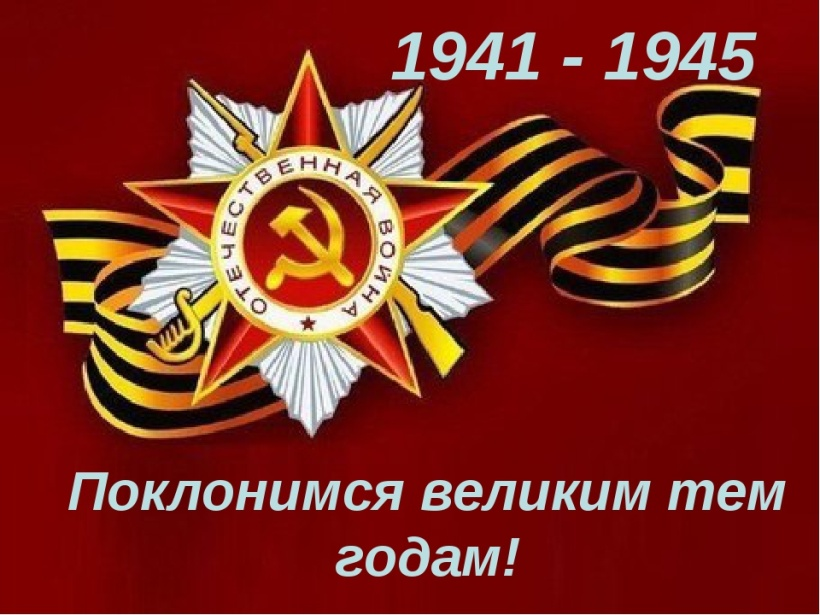 1941 - 1945
ОТЕЧЕСТВЕННАЯ ВОЙНА
Поклонимся великим тем
годам!